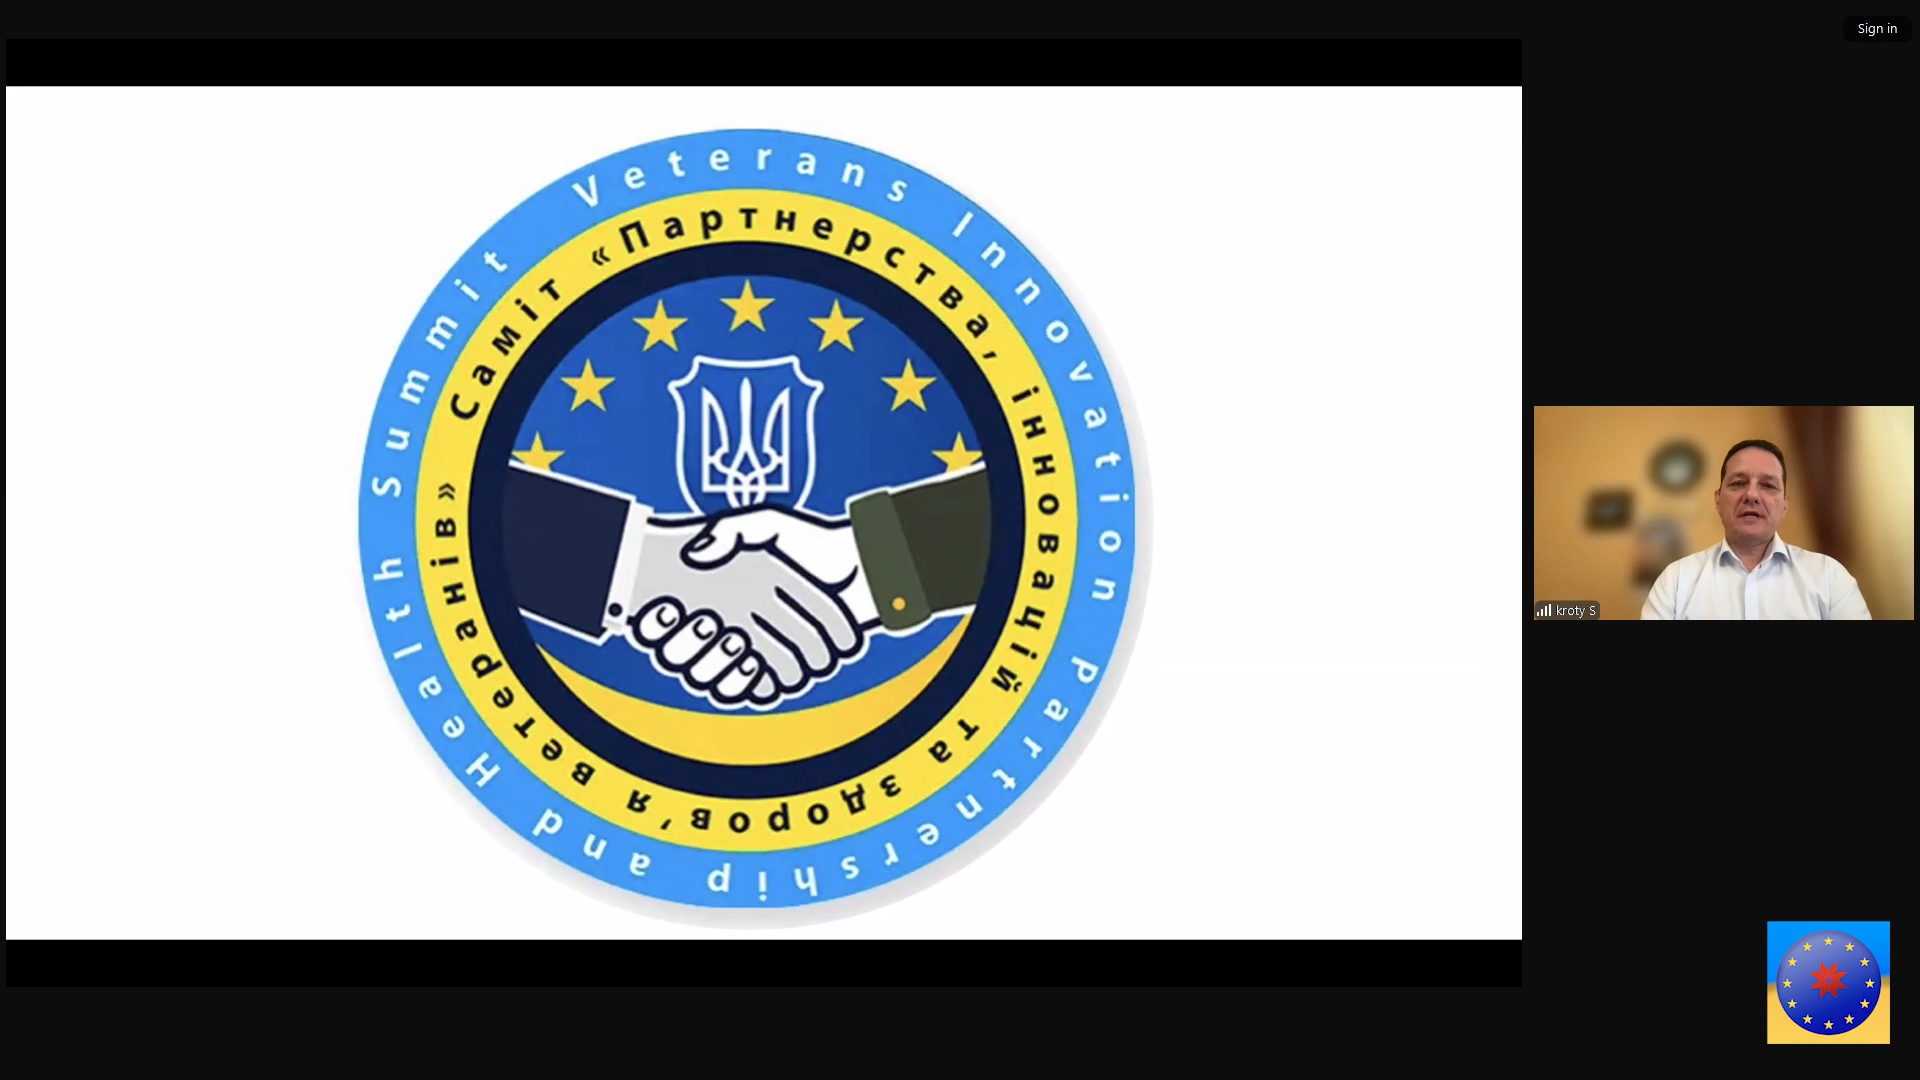 Sign in
Veterans Innovation Partnership and Health Summit
Саміт «Партнерства, інновацій та здоров’я ветеранів»
kroty S